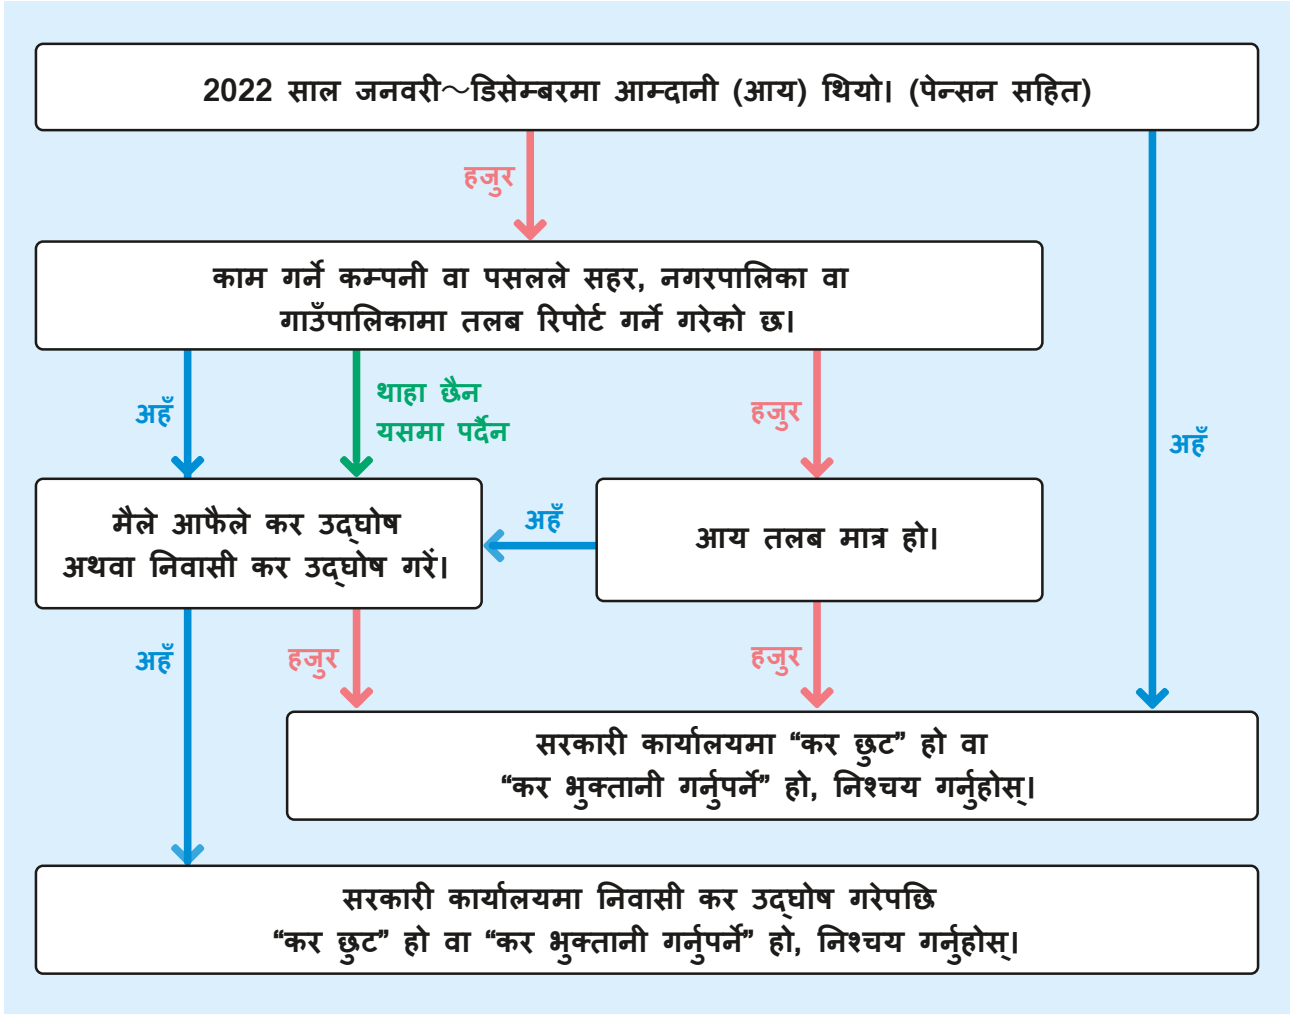 2022 साल जनवरी～डिसेम्बरमा आम्दानी (आय) थियो। (पेन्सन सहित)
हजुर
काम गर्ने कम्पनी वा पसलले सहर, नगरपालिका वा
गाउँपालिकामा तलब रिपोर्ट गर्ने गरेको छ।
अहँ
थाहा छैन
यसमा पर्दैन
हजुर
अहँ
मैले आफैले कर उद्‌घोष
अथवा निवासी कर उद्‌घोष गरें।
अहँ
आय तलब मात्र हो।
अहँ
हजुर
हजुर
सरकारी कार्यालयमा “कर छुट” हो वा
“कर भुक्तानी गर्नुपर्ने” हो, निश्चय गर्नुहोस्।
सरकारी कार्यालयमा निवासी कर उद्‌घोष गरेपछि
“कर छुट” हो वा “कर भुक्तानी गर्नुपर्ने” हो, निश्चय गर्नुहोस्।